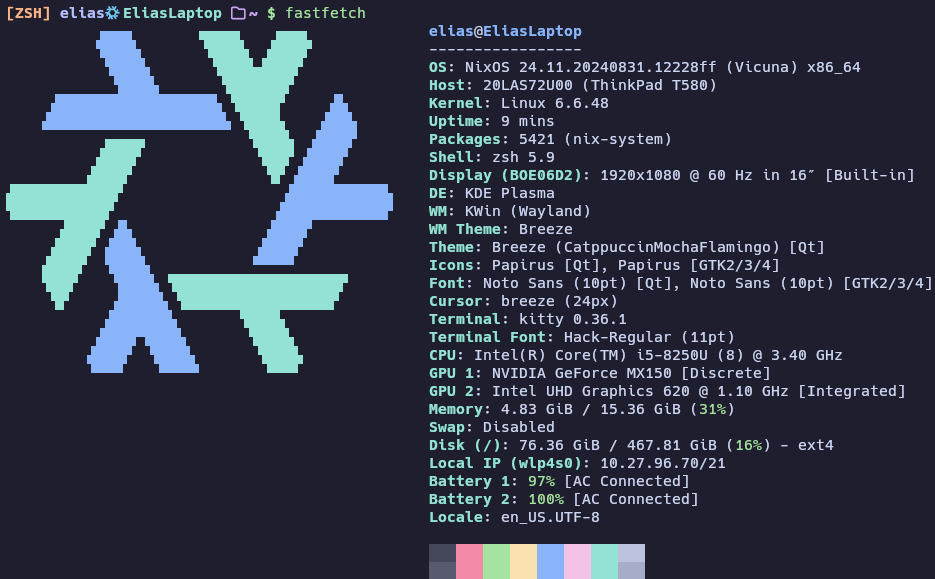 [ZSH] elias EliasLaptop ~ $ fastfetch
elias@EliasLaptop
-----------------
OS: NixOS 24.11.20240831.12228ff (Vicuna) x86_64
Host: 20LAS72U00 (ThinkPad T580)
Kernel: Linux 6.6.48
Uptime: 9 mins
Packages: 5421 (nix-system)
Shell: zsh 5.9
Display (BOE06D2): 1920x1080 @ 60 Hz in 16″ [Built-in]
DE: KDE Plasma
WM: KWin (Wayland)
WM Theme: Breeze
Theme: Breeze (CatppuccinMochaFlamingo) [Qt]
Icons: Papirus [Qt], Papirus [GTK2/3/4]
Font: Noto Sans (10pt) [Qt], Noto Sans (10pt) [GTK2/3/4]
Cursor: breeze (24px)
Terminal: kitty 0.36.1
Terminal Font: Hack-Regular (11pt)
CPU: Intel(R) Core(TM) i5-8250U (8) @ 3.40 GHz
GPU 1: NVIDIA GeForce MX150 [Discrete]
GPU 2: Intel UHD Graphics 620 @ 1.10 GHz [Integrated]
Memory: 4.83 GiB / 15.36 GiB (31%)
Swap: Disabled
Disk (/): 76.36 GiB / 467.81 GiB (16%) - ext4
Local IP (wlp4s0): 10.27.96.70/21
Battery 1: 97% [AC Connected]
Battery 2: 100% [AC Connected]
Locale: en_US.UTF-8